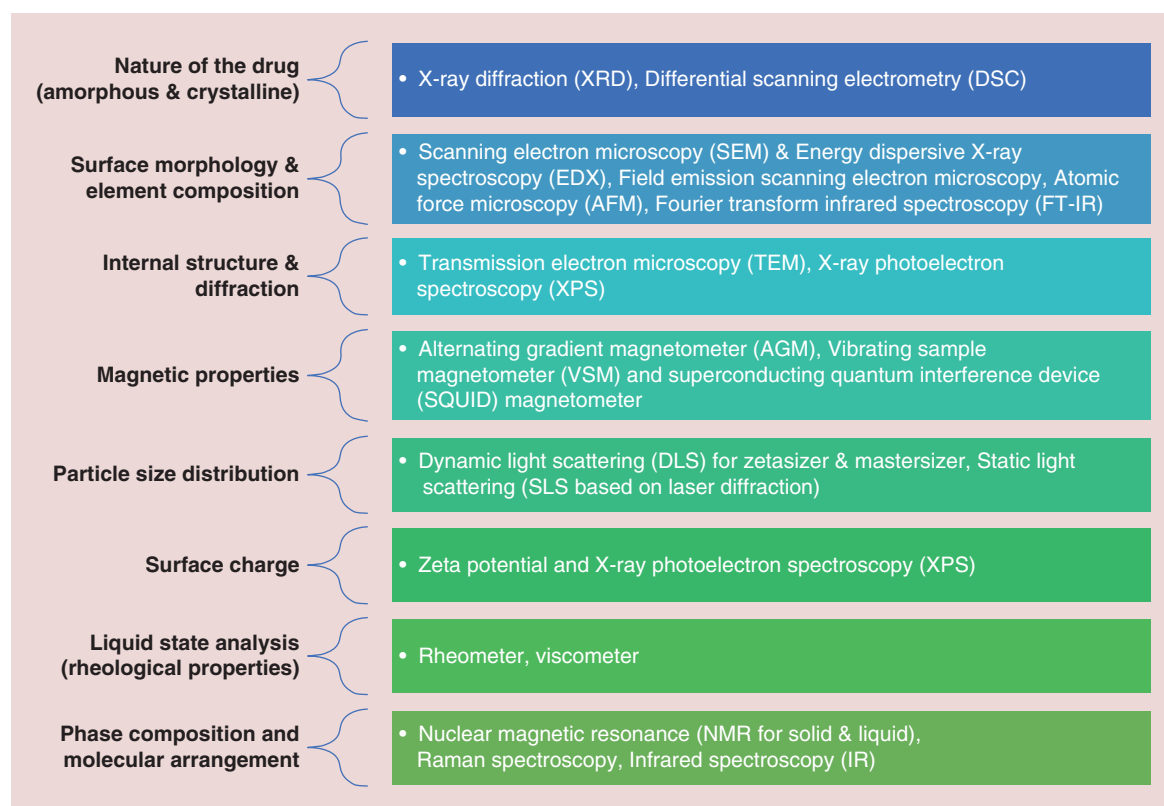 Nature of the drug
(amorphous & crystalline)
• X-ray diffraction (XRD), Differential scanning electrometry (DSC)
Surface morphology &
element composition
• Scanning electron microscopy (SEM) & Energy dispersive X-ray
spectroscopy (EDX), Field emission scanning electron microscopy, Atomic
force microscopy (AFM), Fourier transform infrared spectroscopy (FT-IR)
Internal structure &
diffraction
• Transmission electron microscopy (TEM), X-ray photoelectron
spectroscopy (XPS)
Magnetic properties
• Alternating gradient magnetometer (AGM), Vibrating sample
magnetometer (VSM) and superconducting quantum interference device
(SQUID) magnetometer
Particle size distribution
• Dynamic light scattering (DLS) for zetasizer & mastersizer, Static light
scattering (SLS based on laser diffraction)
Surface charge
• Zeta potential and X-ray photoelectron spectroscopy (XPS)
Liquid state analysis
(rheological properties)
• Rheometer, viscometer
Phase composition and
molecular arrangement
• Nuclear magnetic resonance (NMR for solid & liquid),
Raman spectroscopy, Infrared spectroscopy (IR)